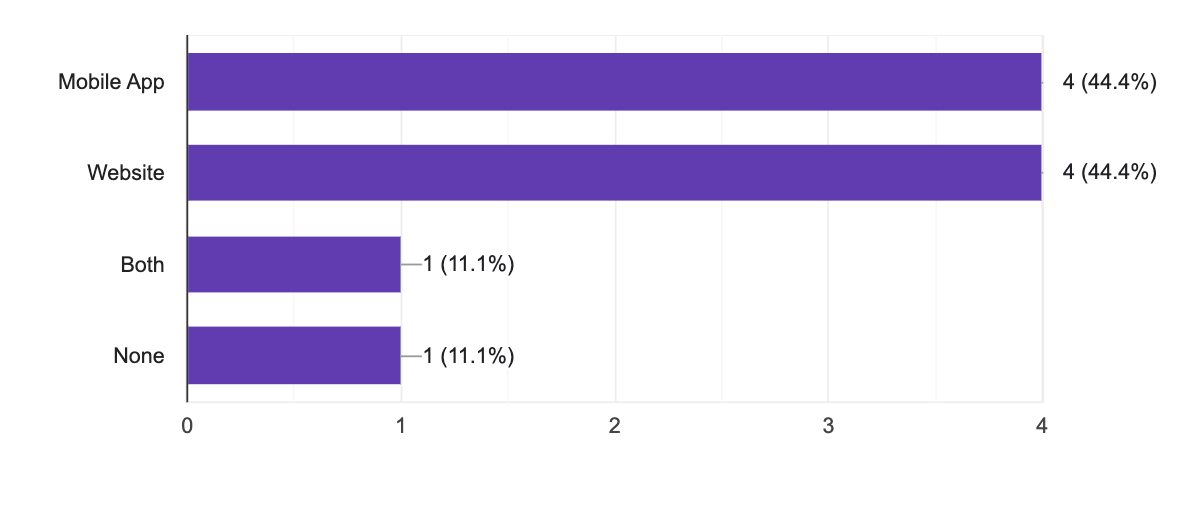 Mobile App 4 (44.4%)
Website 4 (44.4%)
Both 1 (11.1%)
None 1 (11.1%)
0 1 2 3 4